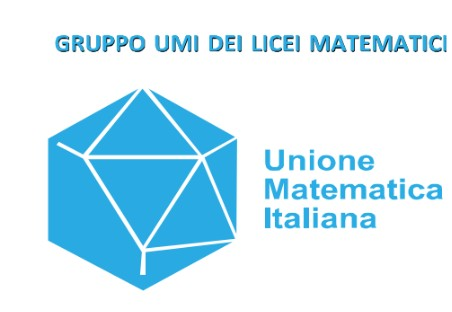 GRUPPO UMI DEI LICEI MATEMATICI
Unione
Matematica
Italiana